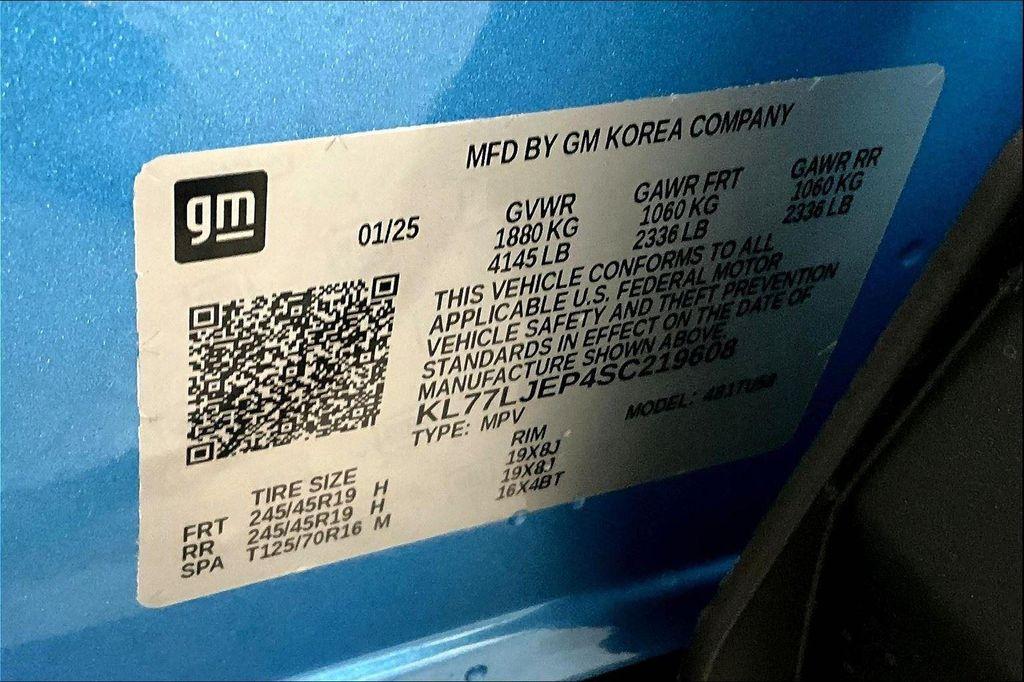 MFD BY GM KOREA COMPANY
gm
01/25
GVWR GAWR FRT GAWR RR
1880 KG 1060 KG 1060 KG
4145 LB 2336 LB 2336 LB
THIS VEHICLE CONFORMS TO ALL
APPLICABLE U.S. FEDERAL MOTOR
VEHICLE SAFETY AND THEFT PREVENTION
STANDARDS IN EFFECT ON THE DATE OF
MANUFACTURE SHOWN ABOVE.
KL77LJEP4SC219608
TYPE: MPV MODEL: 4B1TU58
TIRE SIZE RIM
FRT 245/45R19 H 19X8J
RR 245/45R19 H 19X8J
SPA T125/70R16 M 16X4BT